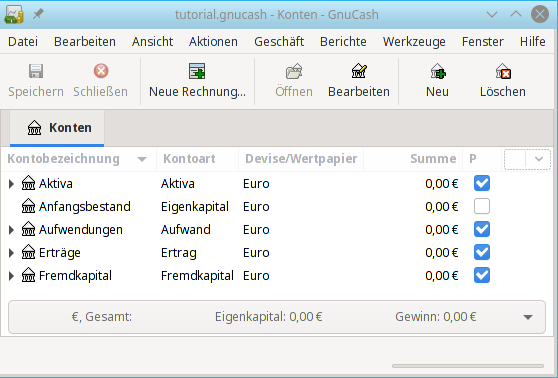 tutorial.gnucash - Konten - GnuCash
Datei Bearbeiten Ansicht Aktionen Geschäft Berichte Werkzeuge Fenster Hilfe
Speichern Schließen Neue Rechnung... Öffnen Bearbeiten Neu Löschen
Konten
Kontobezeichnung Kontoart Devise/Wertpapier Summe P
Aktiva Aktiva Euro 0,00 €
Anfangsbestand Eigenkapital Euro 0,00 €
Aufwendungen Aufwand Euro 0,00 €
Erträge Ertrag Euro 0,00 €
Fremdkapital Fremdkapital Euro 0,00 €
€, Gesamt: Eigenkapital: 0,00 € Gewinn: 0,00 €